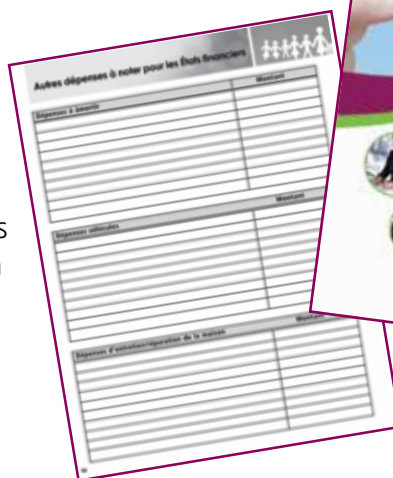 Autres dépenses à noter pour les États financiers
Dépenses à amortir Montant
Dépenses véhicules Montant
Dépenses d'entretien/réparation de la maison Montant
s